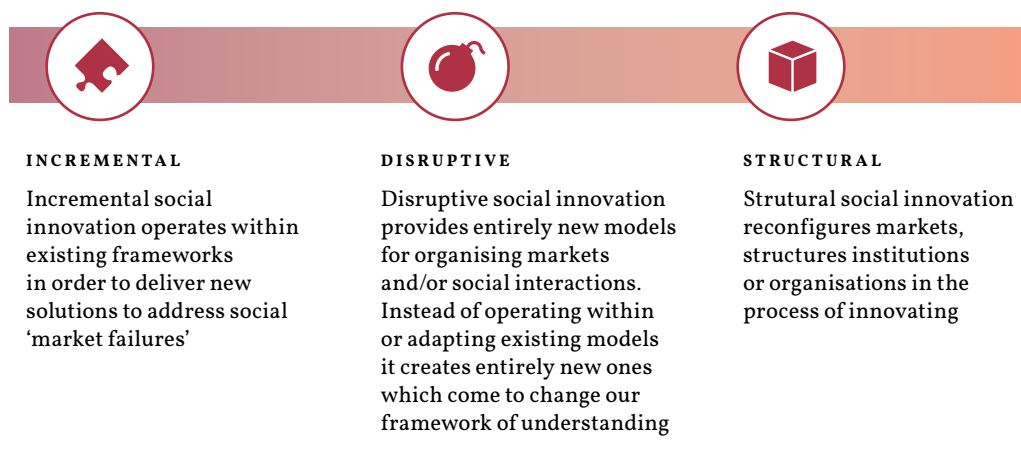 INCREMENTAL
Incremental social
innovation operates within
existing frameworks
in order to deliver new
solutions to address social
‘market failures’
DISRUPTIVE
Disruptive social innovation
provides entirely new models
for organising markets
and/or social interactions.
Instead of operating within
or adapting existing models
it creates entirely new ones
which come to change our
framework of understanding
STRUCTURAL
Strutural social innovation
reconfigures markets,
structures institutions
or organisations in the
process of innovating